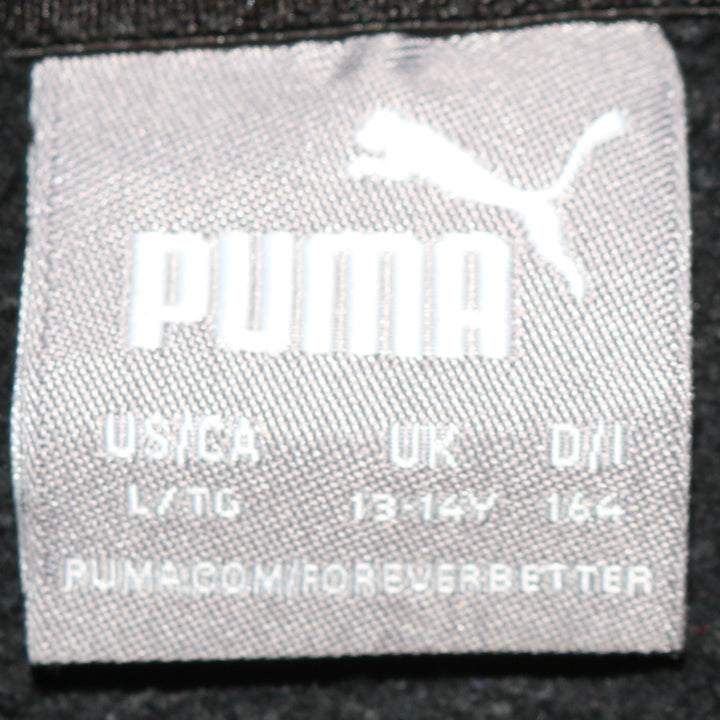 PUMA
US/CA UK D/I
L/TG 13-14Y 164
PUMA.COM/FOREVERBETTER